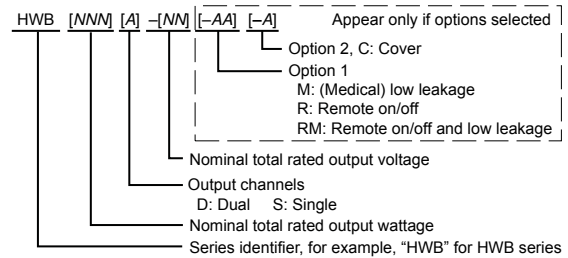 HWB [NNN] [A] –[NN] [–AA] [–A] Appear only if options selected
Option 2, C: Cover
Option 1
M: (Medical) low leakage
R: Remote on/off
RM: Remote on/off and low leakage
Nominal total rated output voltage
Output channels
D: Dual S: Single
Nominal total rated output wattage
Series identifier, for example, “HWB” for HWB series